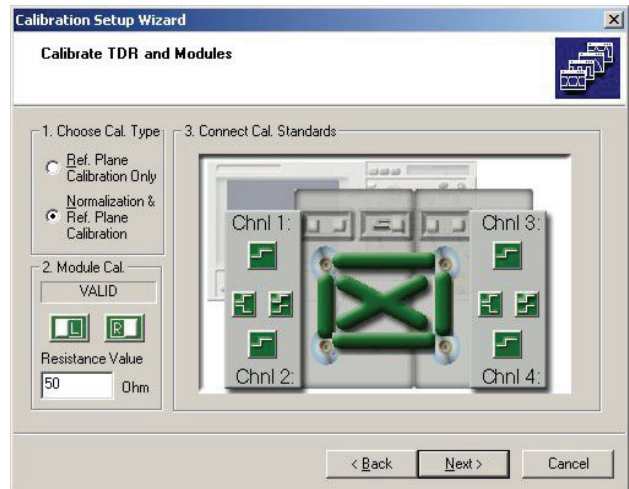 Calibration Setup Wizard
Calibrate TDR and Modules
1. Choose Cal. Type
Ref. Plane
Calibration Only
Normalization &
Ref. Plane
Calibration
2. Module Cal.
VALID
L R
Resistance Value
50 Ohm
3. Connect Cal. Standards
Chnl 1:
Chnl 3:
Chnl 2:
Chnl 4:
< Back Next > Cancel